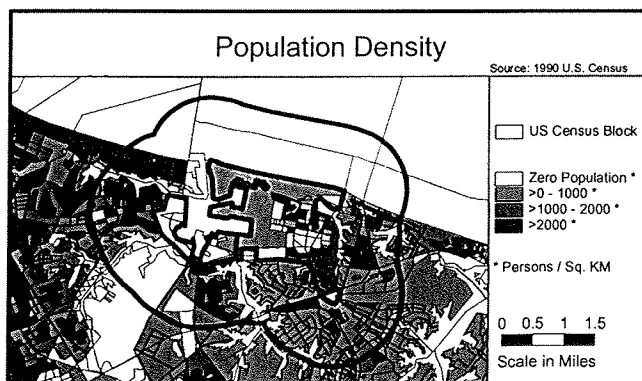 Population Density
Source: 1990 U.S. Census
US Census Block
Zero Population *
>0 - 1000 *
>1000 - 2000 *
>2000 *
* Persons / Sq. KM
0 0.5 1 1.5
Scale in Miles